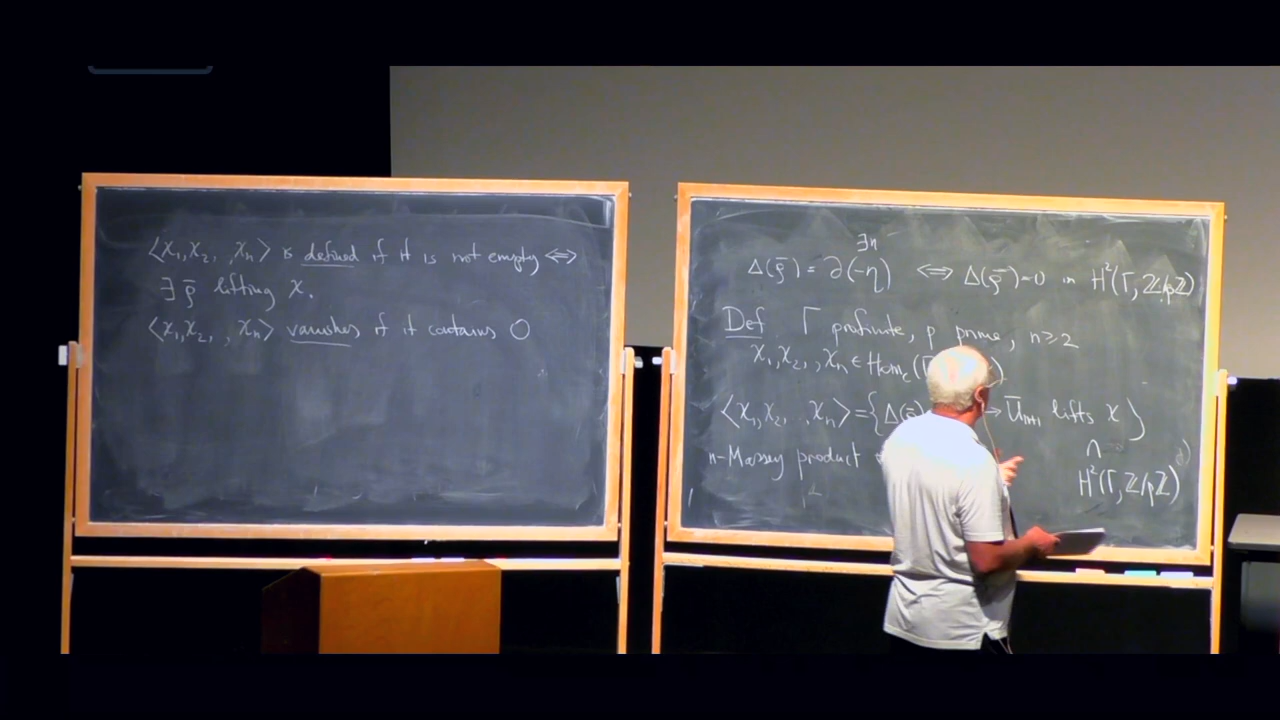 ⟨χ₁,χ₂, ,χₙ⟩ is defined if it is not empty ⟺
∃ ρ̄ lifting χ.
⟨χ₁,χ₂, ,χₙ⟩ vanishes if it contains 0
∃η
Δ(ρ̄) = ∂(-η) ⟺ Δ(ρ̄)=0 in H²(Γ,ℤ/pℤ)
Def Γ profinite, p prime, n≥2
χ₁,χ₂, ,χₙ ∈ Hom_c(Γ
⟨χ₁,χ₂, ,χₙ⟩={Δ(ρ̄) → Ūₙ₊₁ lifts χ}
∩
n-Massey product
H²(Γ,ℤ/pℤ)